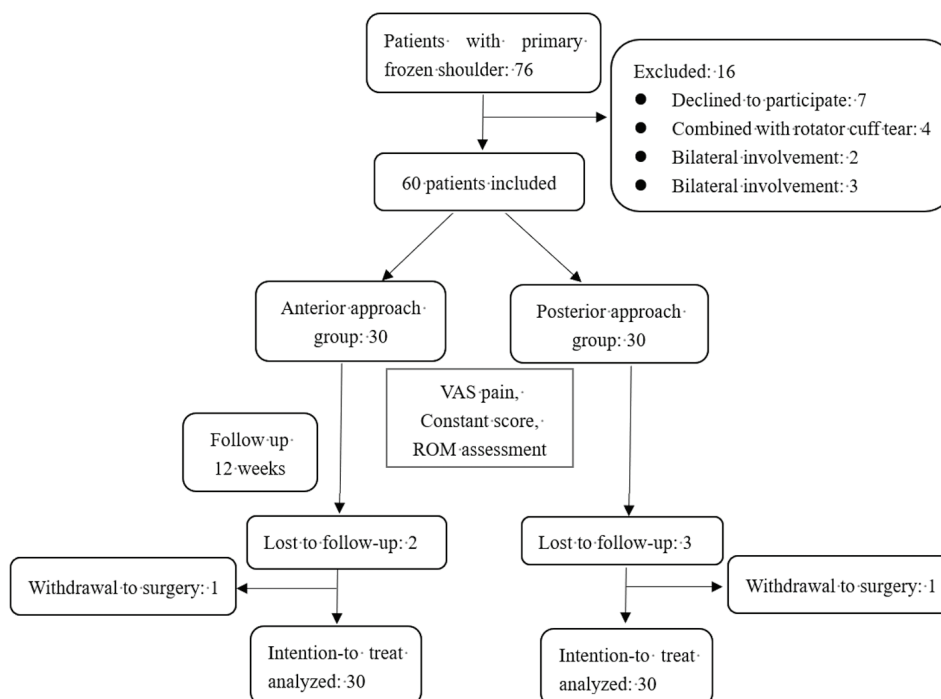 Patients with primary
frozen shoulder: 76
Excluded: 16
● Declined to participate: 7
● Combined with rotator cuff tear: 4
● Bilateral involvement: 2
● Bilateral involvement: 3
60 patients included
Anterior approach
group: 30
Posterior approach
group: 30
VAS pain,
Constant score,
ROM assessment
Follow up
12 weeks
Lost to follow-up: 2
Lost to follow-up: 3
Withdrawal to surgery: 1
Withdrawal to surgery: 1
Intention-to treat
analyzed: 30
Intention-to treat
analyzed: 30